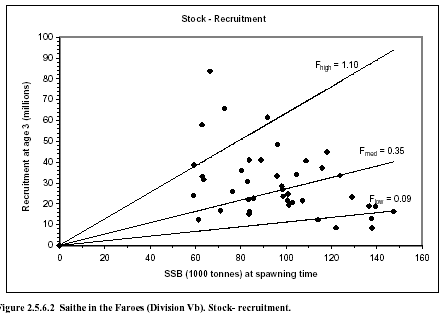 Stock - Recruitment
100
90
80
70
60
50
40
30
20
10
0
Recruitment at age 3 (millions)
Fhigh = 1.10
Fmed = 0.35
Flow = 0.09
0 20 40 60 80 100 120 140 160
SSB (1000 tonnes) at spawning time
Figure 2.5.6.2 Saithe in the Faroes (Division Vb). Stock- recruitment.